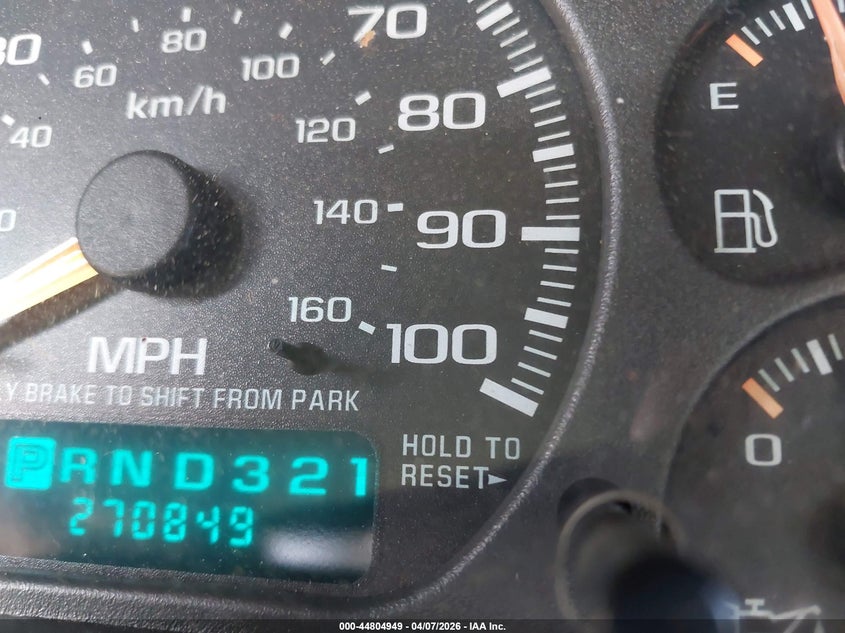 70
80
60
80
100
km/h
E
40
120
80
140
90
160
100
MPH
BRAKE TO SHIFT FROM PARK
HOLD TO
RESET►
O
PRND321
270849
000-44804949 - 04/07/2026 - IAA Inc.